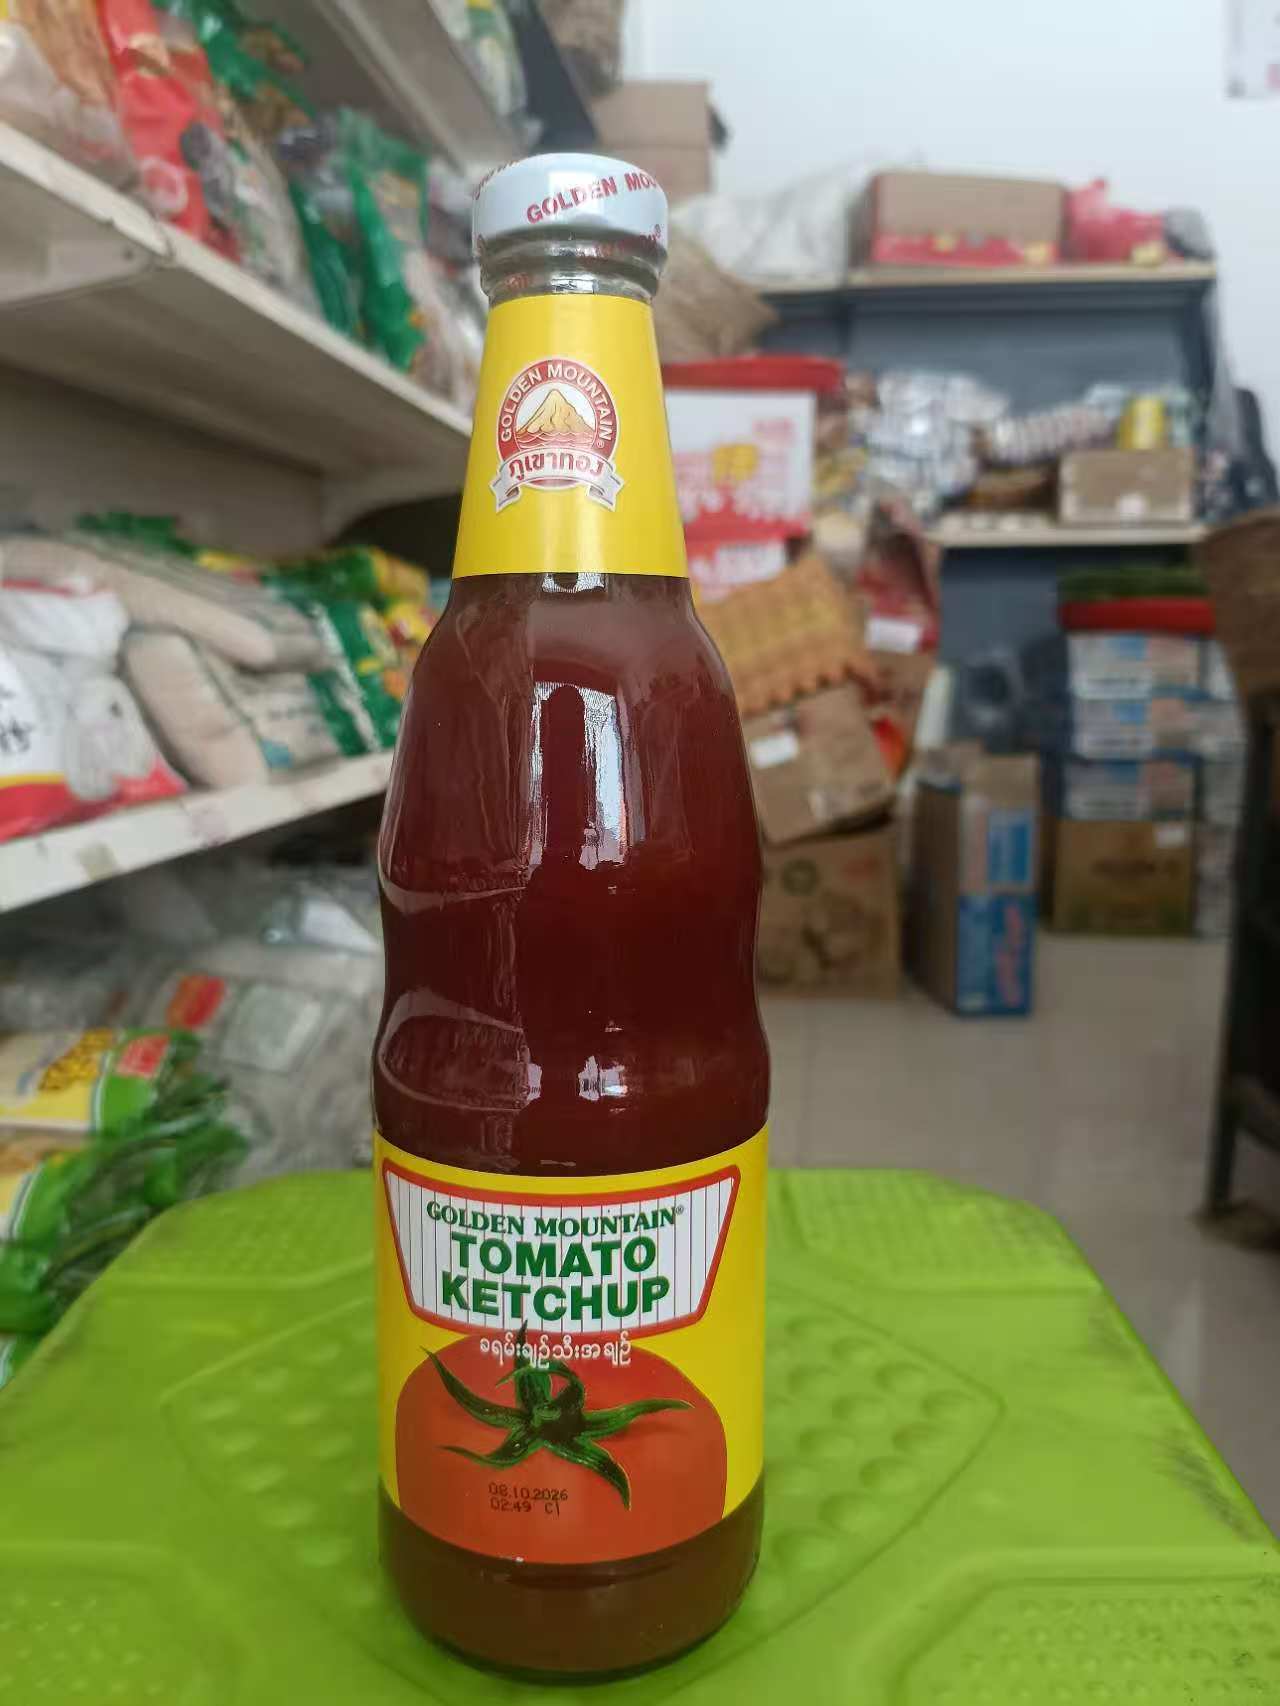 GOLDEN MOU
GOLDEN MOUNTAIN®
ภูเขาทอง
GOLDEN MOUNTAIN®
TOMATO
KETCHUP
ခရမ်းချဉ်သီးအချဉ်
08.10.2026
02:49 C1